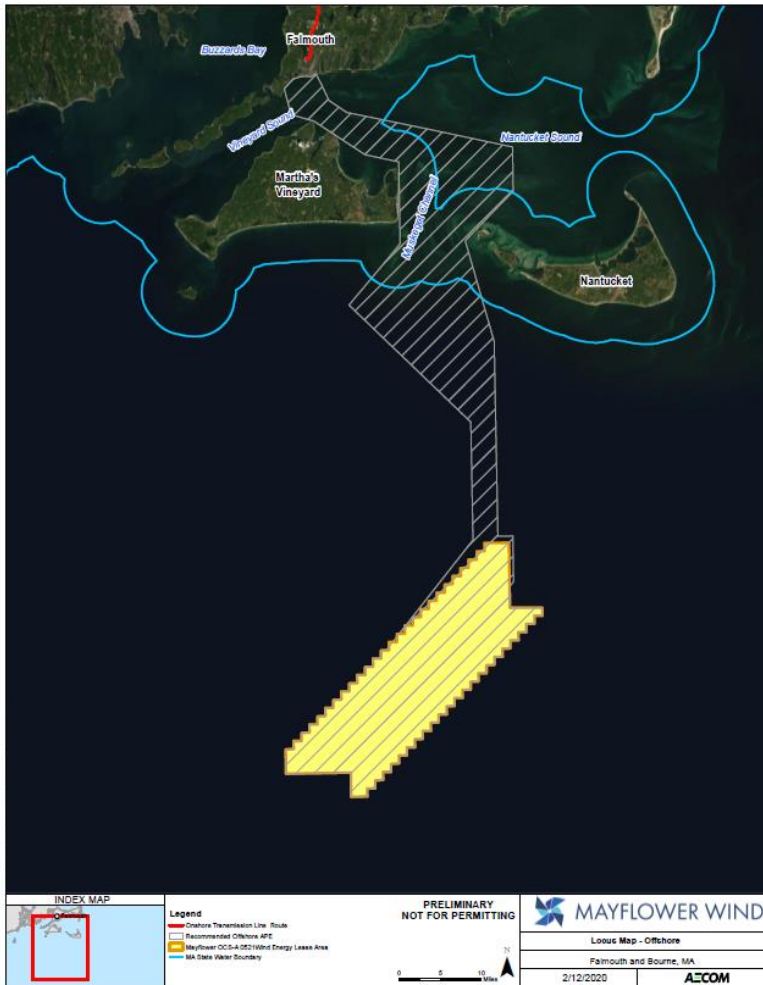 Falmouth
Buzzards Bay
Vineyard Sound
Nantucket Sound
Martha's
Vineyard
Muskeget Channel
Nantucket
INDEX MAP
Legend
Onshore Transmission Line Route
Recommended Offshore APE
Mayflower OCS-A 0521Wind Energy Lease Area
MA State Water Boundary
PRELIMINARY
NOT FOR PERMITTING
N
0 5 10
Miles
MAYFLOWER WIND
Locus Map - Offshore
Falmouth and Bourne, MA
2/12/2020
AECOM